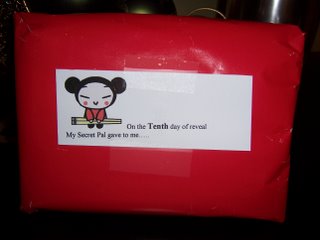 On the Tenth day of reveal
My Secret Pal gave to me.....